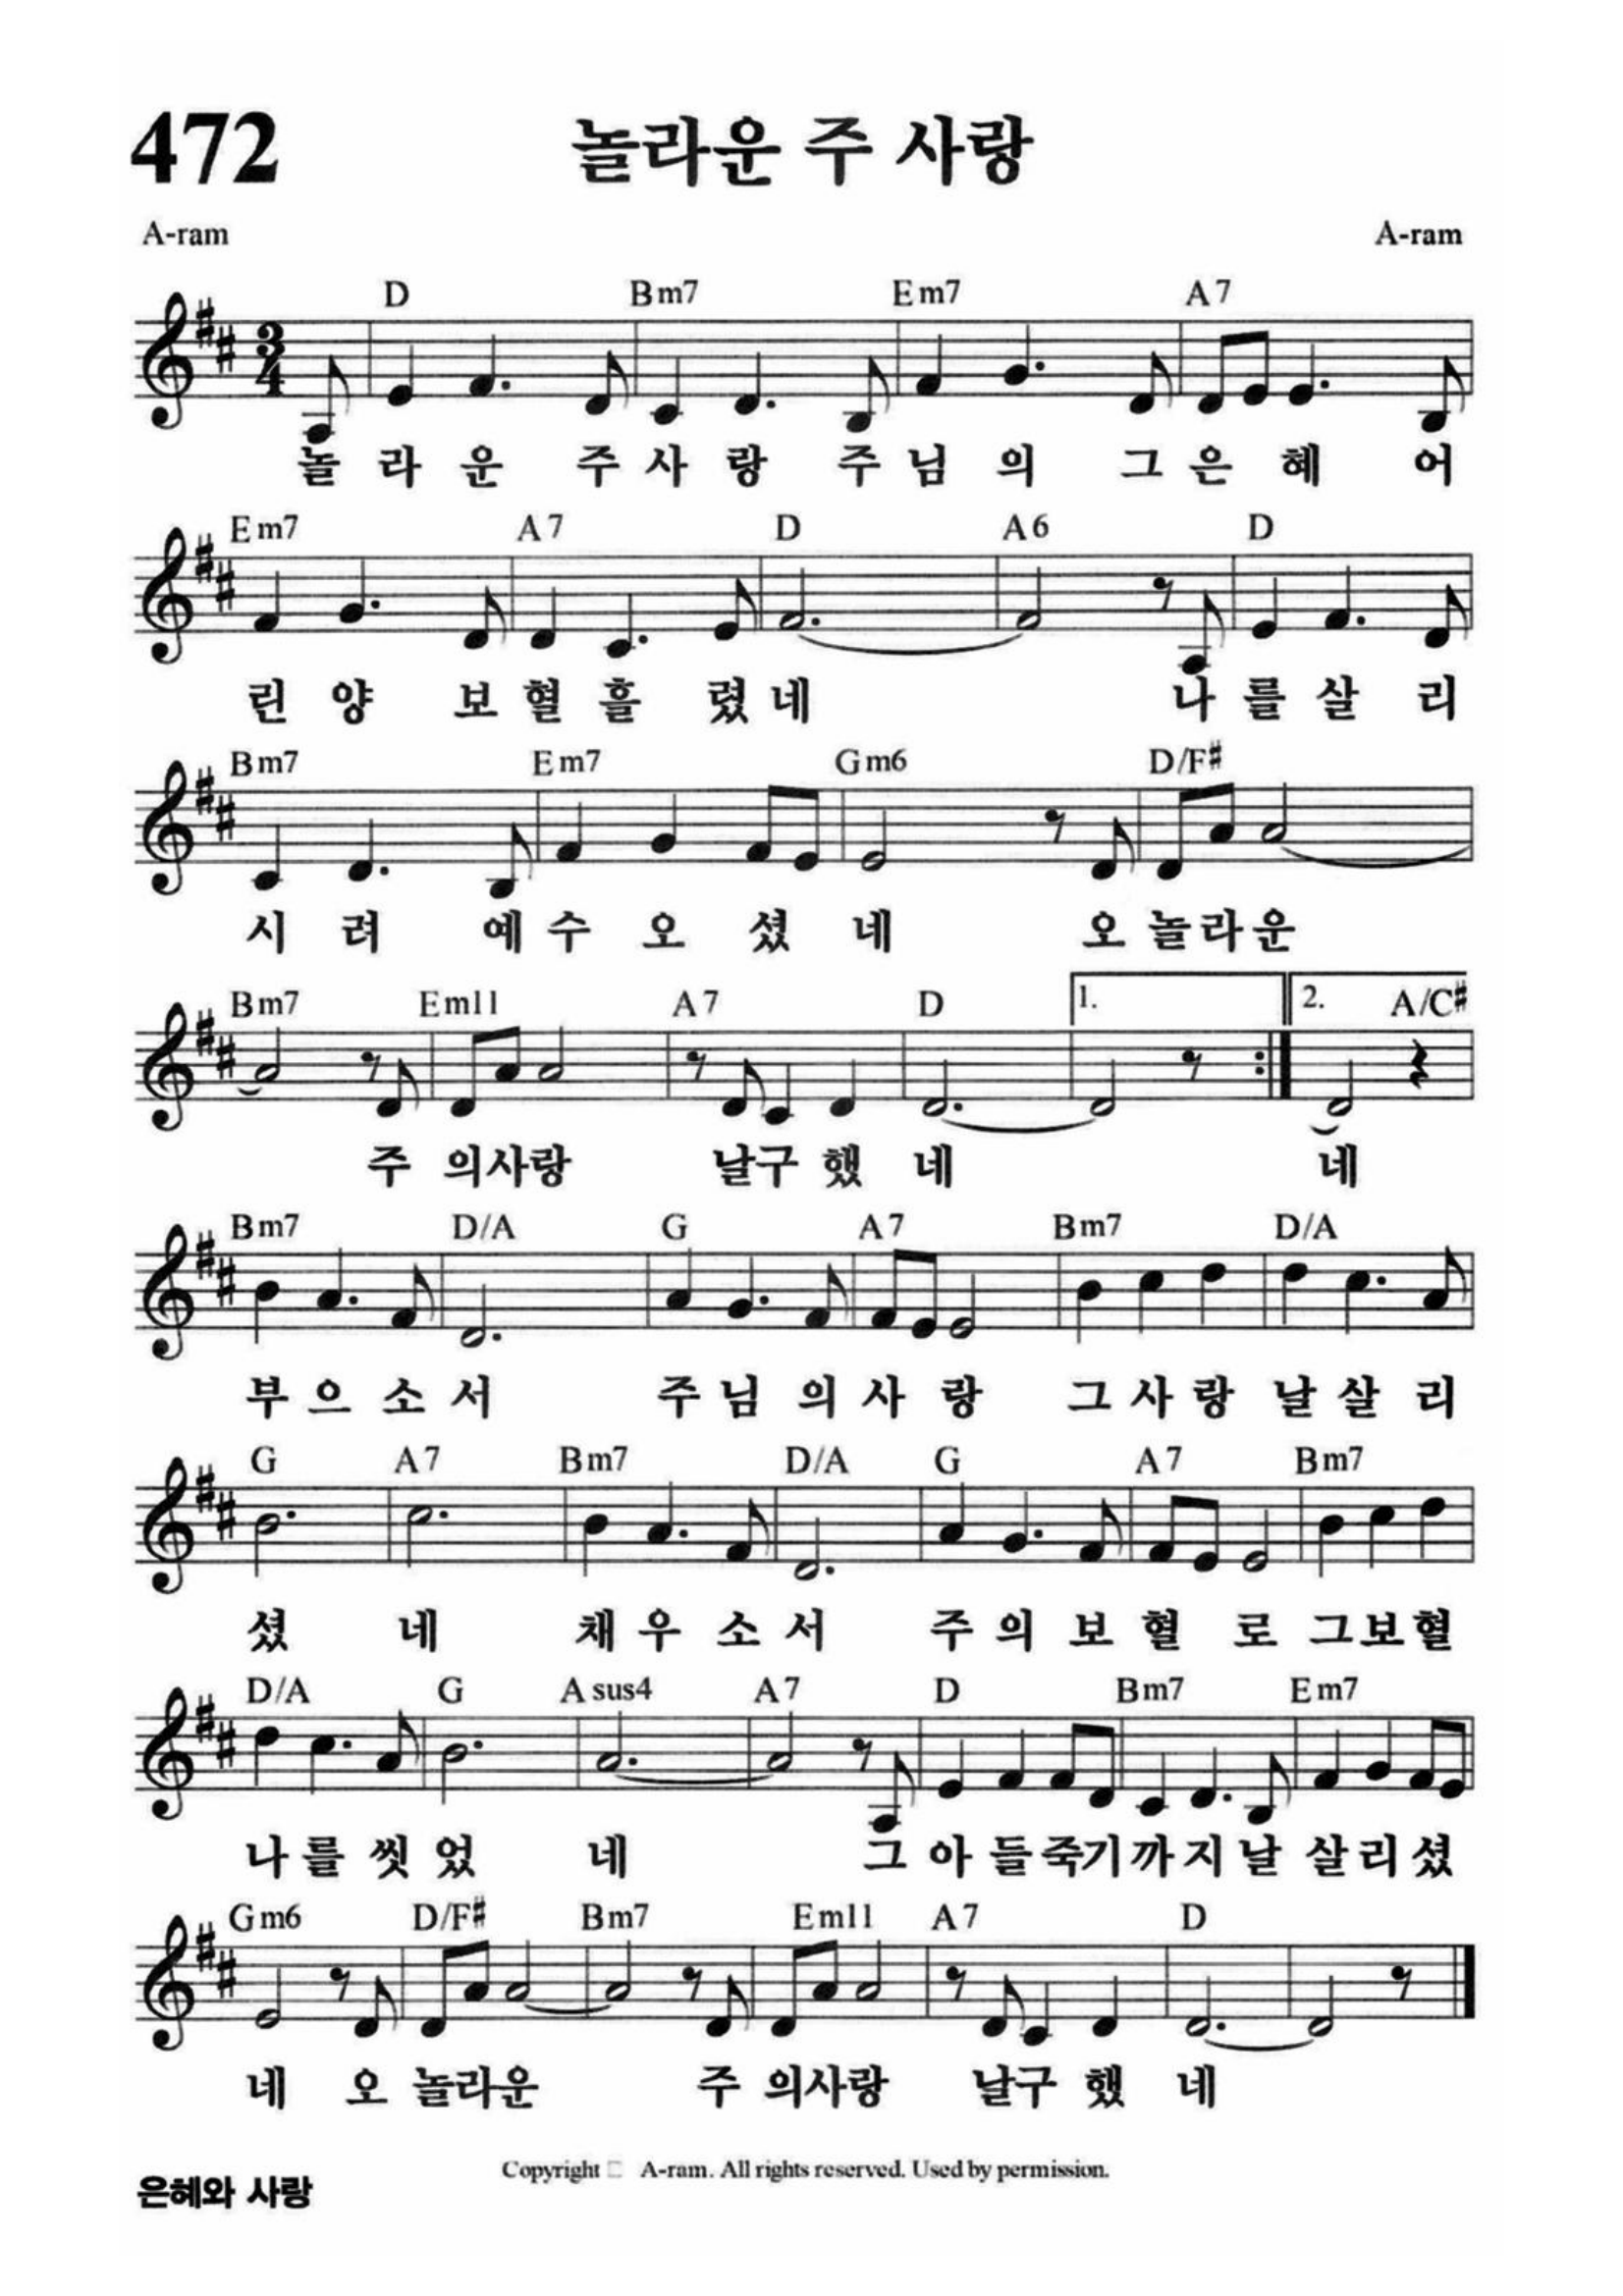 472 놀라운 주 사랑
A-ram A-ram
D Bm7 Em7 A7
놀 라 운 주 사 랑 주 님 의 그 은 혜 어
Em7 A7 D A6 D
린 양 보 혈 흘 렸 네 나 를 살 리
Bm7 Em7 Gm6 D/F#
시 려 예 수 오 셨 네 오 놀 라 운
Bm7 Em11 A7 D 1. 2. A/C#
주 의 사 랑 날 구 했 네 네
Bm7 D/A G A7 Bm7 D/A
부 으 소 서 주 님 의 사 랑 그 사 랑 날 살 리
G A7 Bm7 D/A G A7 Bm7
셨 네 채 우 소 서 주 의 보 혈 로 그 보 혈
D/A G Asus4 A7 D Bm7 Em7
나 를 씻 었 네 그 아 들 죽 기 까 지 날 살 리 셨
Gm6 D/F# Bm7 Em11 A7 D
네 오 놀 라 운 주 의 사 랑 날 구 했 네
Copyright □ A-ram. All rights reserved. Used by permission.
은혜와 사랑